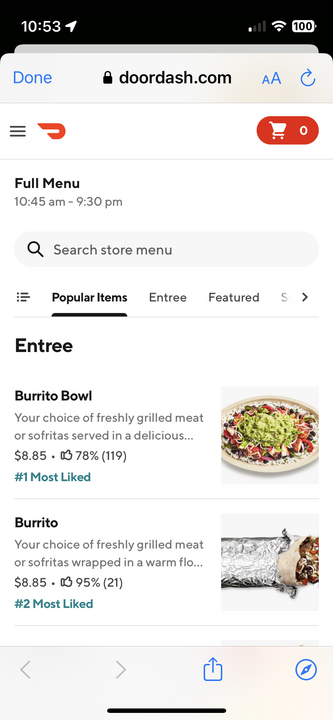 10:53
100
Done
doordash.com
AA
0
Full Menu
10:45 am - 9:30 pm
Search store menu
Popular Items
Entree
Featured
S
Entree
Burrito Bowl
Your choice of freshly grilled meat
or sofritas served in a delicious...
$8.85 • 78% (119)
#1 Most Liked
Burrito
Your choice of freshly grilled meat
or sofritas wrapped in a warm flo...
$8.85 • 95% (21)
#2 Most Liked